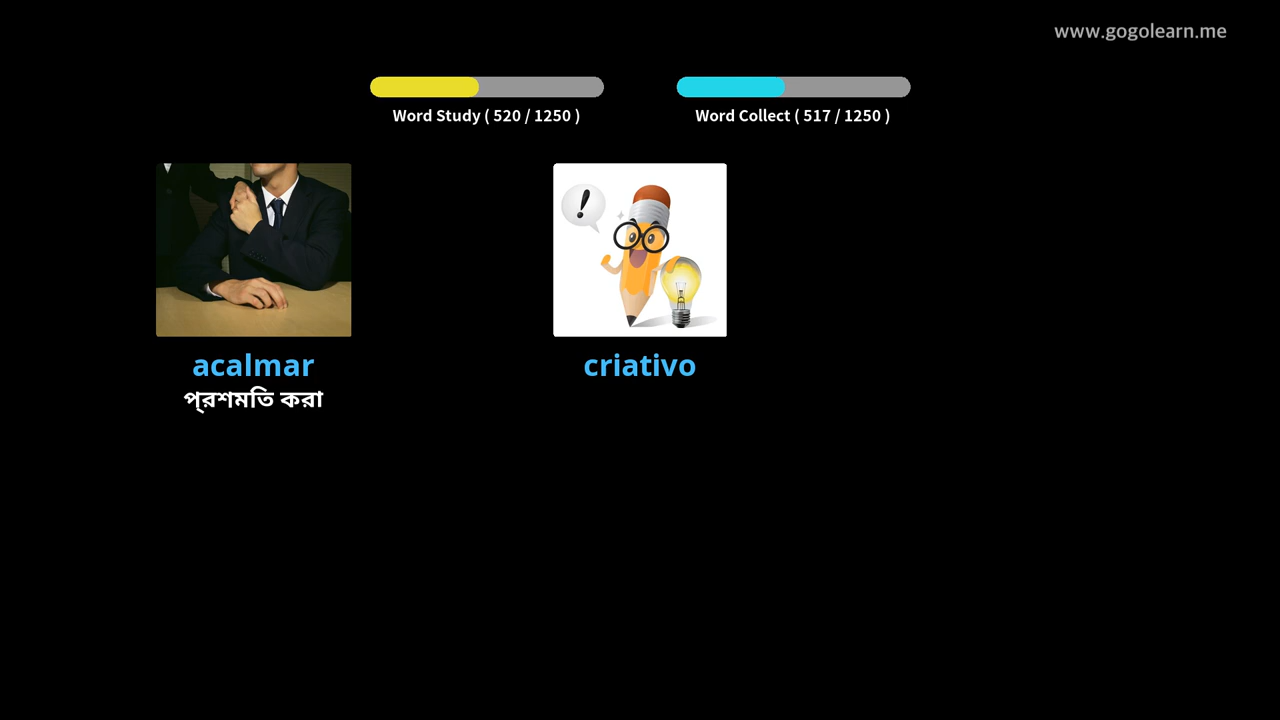 www.gogolearn.me
Word Study ( 520 / 1250 )
Word Collect ( 517 / 1250 )
!
acalmar
criativo
প্রশমতি করা